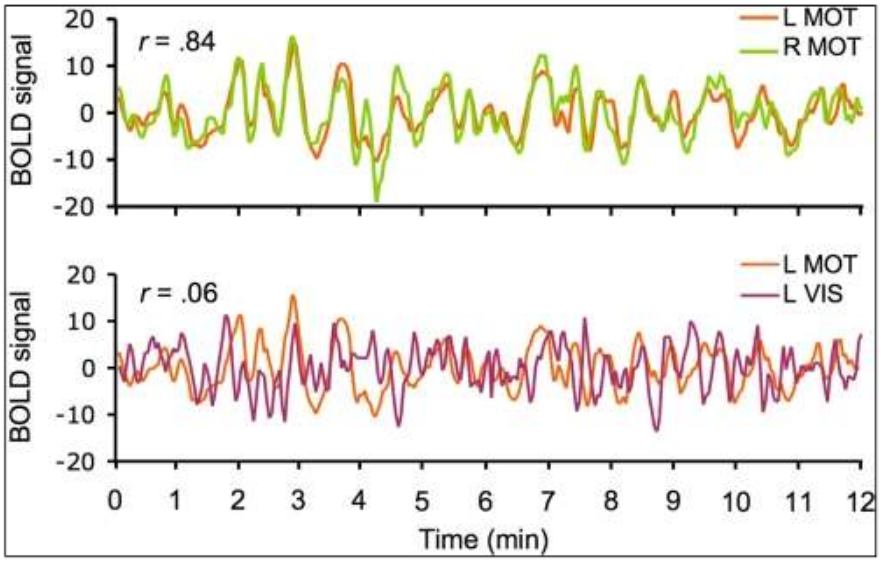 20
10
0
-10
-20
BOLD signal
r = .84
L MOT
R MOT
20
10
0
-10
-20
BOLD signal
r = .06
L MOT
L VIS
0 1 2 3 4 5 6 7 8 9 10 11 12
Time (min)